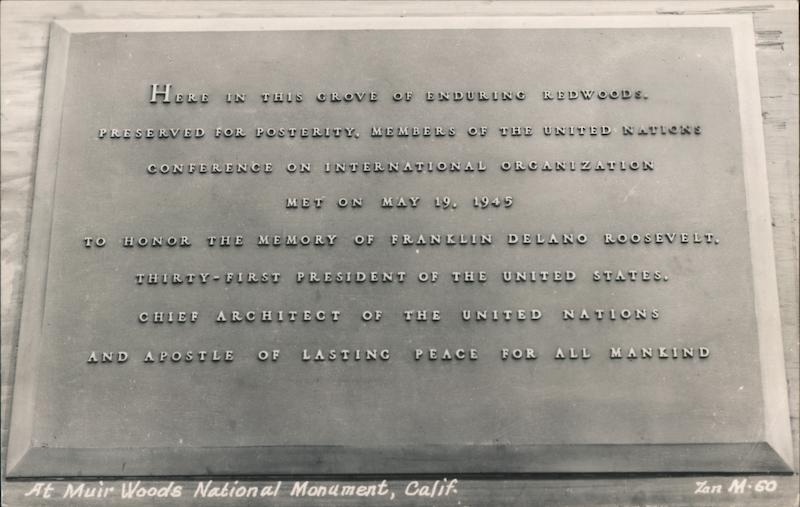 HERE IN THIS GROVE OF ENDURING REDWOODS,
PRESERVED FOR POSTERITY, MEMBERS OF THE UNITED NATIONS
CONFERENCE ON INTERNATIONAL ORGANIZATION
MET ON MAY 19, 1945
TO HONOR THE MEMORY OF FRANKLIN DELANO ROOSEVELT,
THIRTY-FIRST PRESIDENT OF THE UNITED STATES,
CHIEF ARCHITECT OF THE UNITED NATIONS
AND APOSTLE OF LASTING PEACE FOR ALL MANKIND
At Muir Woods National Monument, Calif. Zan M-60